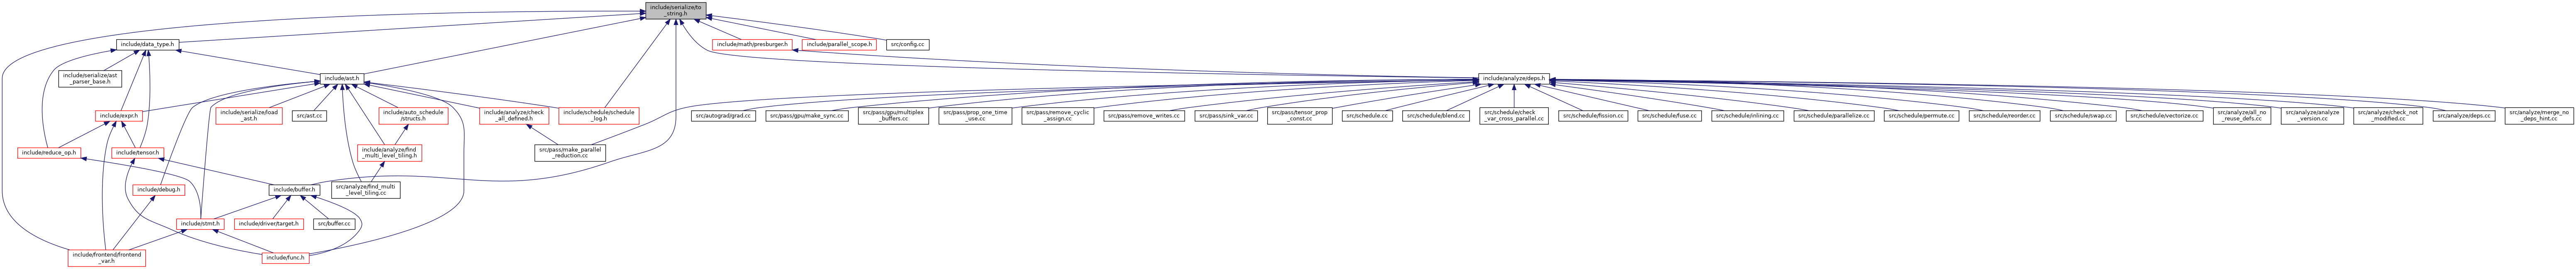 include/serialize/to
_string.h
include/data_type.h
include/math/presburger.h
include/parallel_scope.h
src/config.cc
include/serialize/ast
_parser_base.h
include/ast.h
include/analyze/deps.h
include/expr.h
include/serialize/load
_ast.h
src/ast.cc
include/auto_schedule
/structs.h
include/analyze/check
_all_defined.h
include/schedule/schedule
_log.h
src/autograd/grad.cc
src/pass/gpu/make_sync.cc
src/pass/gpu/multiplex
_buffers.cc
src/pass/prop_one_time
_use.cc
src/pass/remove_cyclic
_assign.cc
src/pass/remove_writes.cc
src/pass/sink_var.cc
src/pass/tensor_prop
_const.cc
src/schedule.cc
src/schedule/blend.cc
src/schedule/check
_var_cross_parallel.cc
src/schedule/fission.cc
src/schedule/fuse.cc
src/schedule/inlining.cc
src/schedule/parallelize.cc
src/schedule/permute.cc
src/schedule/reorder.cc
src/schedule/swap.cc
src/schedule/vectorize.cc
src/analyze/all_no
_reuse_defs.cc
src/analyze/analyze
_version.cc
src/analyze/check_not
_modified.cc
src/analyze/deps.cc
src/analyze/merge_no
_deps_hint.cc
include/reduce_op.h
include/tensor.h
include/analyze/find
_multi_level_tiling.h
src/pass/make_parallel
_reduction.cc
include/debug.h
include/buffer.h
src/analyze/find_multi
_level_tiling.cc
include/stmt.h
include/driver/target.h
src/buffer.cc
include/frontend/frontend
_var.h
include/func.h